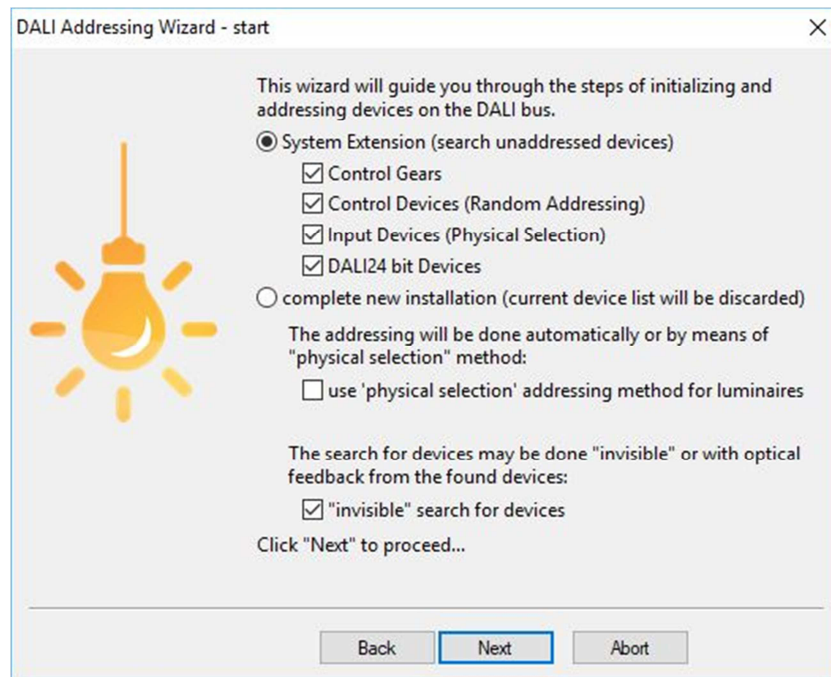 DALI Addressing Wizard - start
This wizard will guide you through the steps of initializing and
addressing devices on the DALI bus.
System Extension (search unaddressed devices)
Control Gears
Control Devices (Random Addressing)
Input Devices (Physical Selection)
DALI24 bit Devices
complete new installation (current device list will be discarded)
The addressing will be done automatically or by means of
"physical selection" method:
use 'physical selection' addressing method for luminaires
The search for devices may be done "invisible" or with optical
feedback from the found devices:
"invisible" search for devices
Click "Next" to proceed...
Back Next Abort